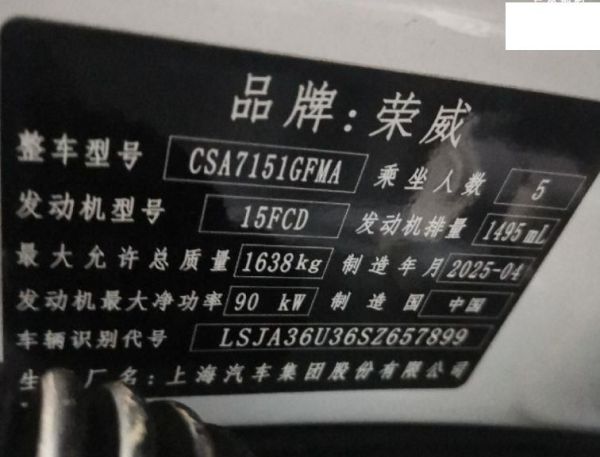 品牌:荣威
整车型号 CSA7151GFMA 乘坐人数 5
发动机型号 15FCD 发动机排量 1495mL
最大允许总质量 1638kg 制造年月 2025-04
发动机最大净功率 90 kW 制造国 中国
车辆识别代号 LSJA36U36SZ657899
生 厂名:上海汽车集团股份有限公司